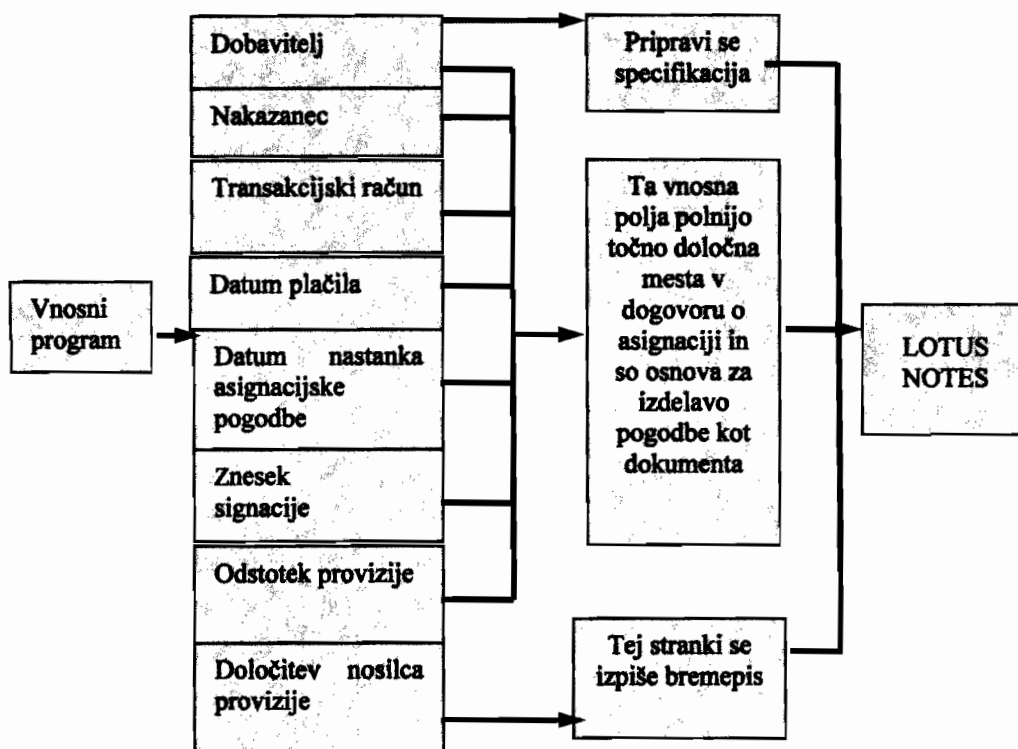 Vnosni
program
Dobavitelj
Nakazanec
Transakcijski račun
Datum plačila
Datum nastanka
asignacijske
pogodbe
Znesek
signacije
Odstotek provizije
Določitev nosilca
provizije
Pripravi se
specifikacija
Ta vnosna
polja polnijo
točno določna
mesta v
dogovoru o
asignaciji in
so osnova za
izdelavo
pogodbe kot
dokumenta
Tej stranki se
izpiše bremepis
LOTUS
NOTES